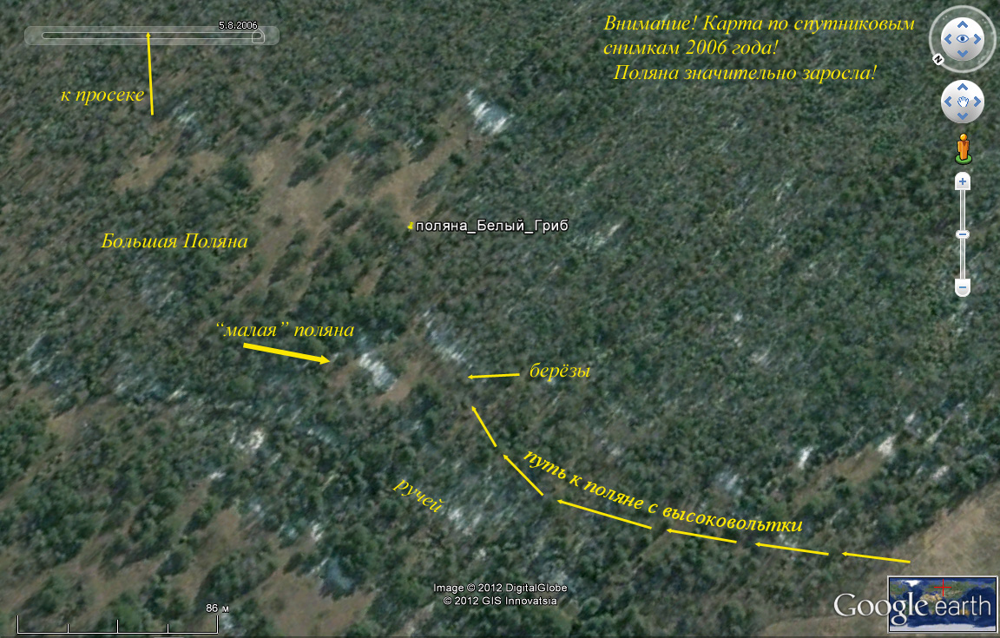 5.8.2006
Внимание! Карта по спутниковым
снимкам 2006 года!
Поляна значительно заросла!
N
к просеке
поляна_Белый_Гриб
Большая Поляна
“малая” поляна
берёзы
путь к поляне с высоковольтки
ручей
Image © 2012 DigitalGlobe
© 2012 GIS Innovatsia
86 м
Google earth